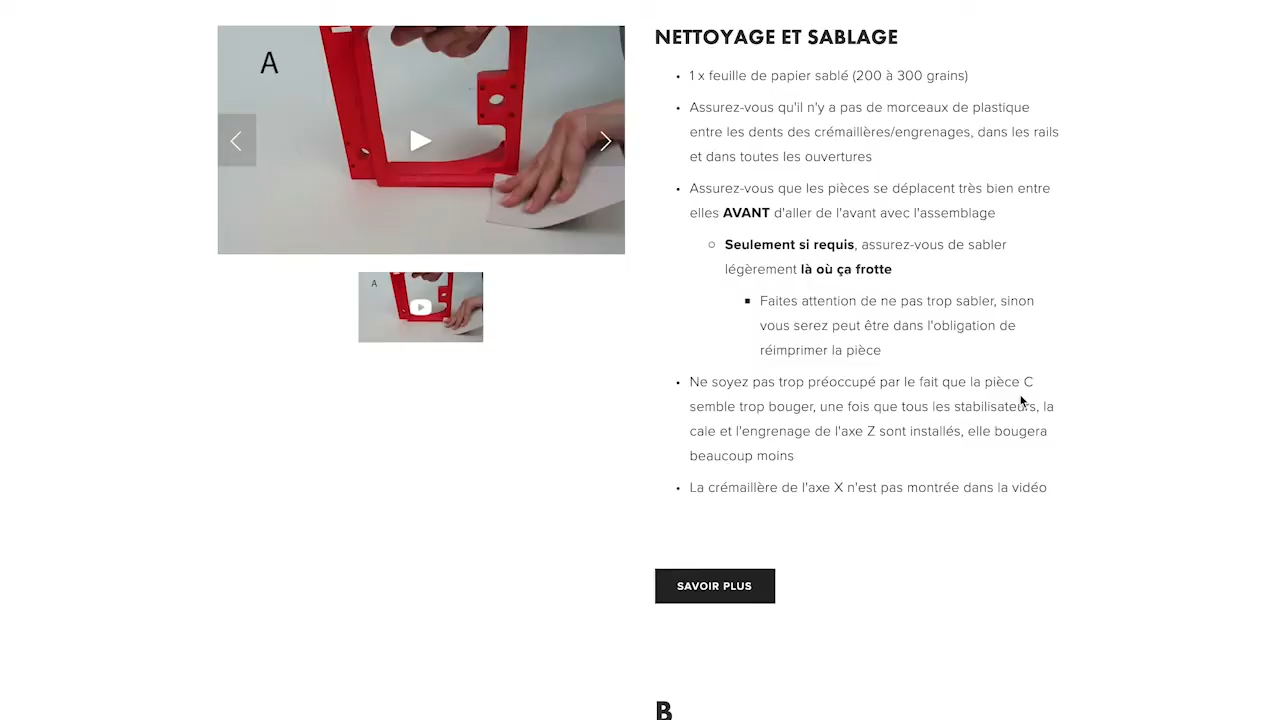 A
NETTOYAGE ET SABLAGE
• 1 x feuille de papier sablé (200 à 300 grains)
• Assurez-vous qu'il n'y a pas de morceaux de plastique
entre les dents des crémaillères/engrenages, dans les rails
et dans toutes les ouvertures
• Assurez-vous que les pièces se déplacent très bien entre
elles AVANT d'aller de l'avant avec l'assemblage
○ Seulement si requis, assurez-vous de sabler
légèrement là où ça frotte
▪ Faites attention de ne pas trop sabler, sinon
vous serez peut être dans l'obligation de
réimprimer la pièce
• Ne soyez pas trop préoccupé par le fait que la pièce C
semble trop bouger, une fois que tous les stabilisateurs, la
cale et l'engrenage de l'axe Z sont installés, elle bougera
beaucoup moins
• La crémaillère de l'axe X n'est pas montrée dans la vidéo
A
SAVOIR PLUS
B